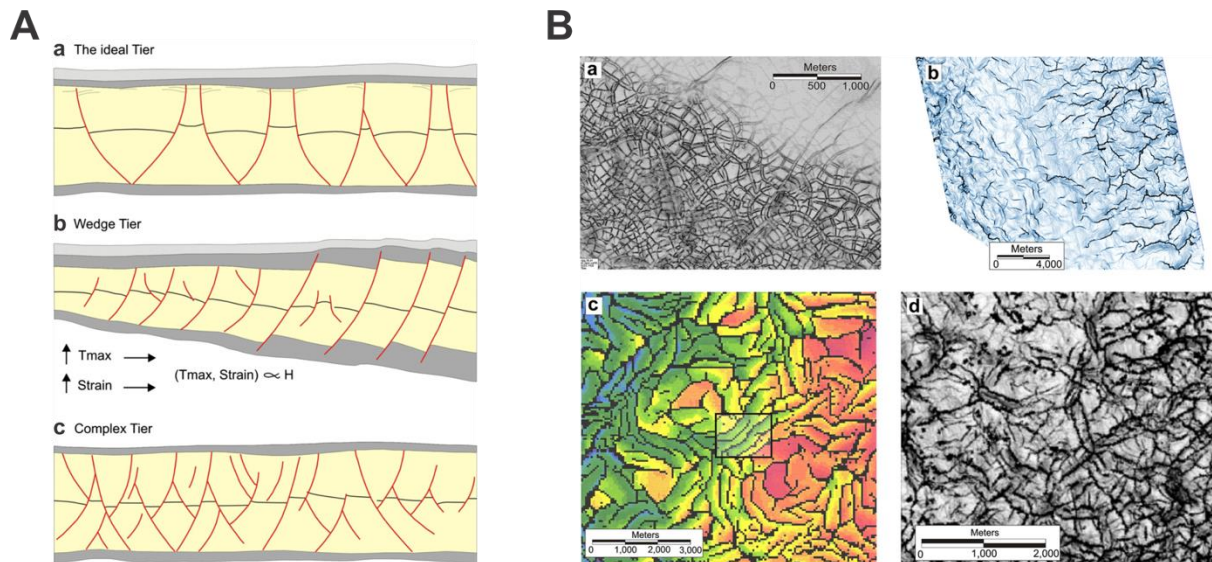 A
a The ideal Tier
b Wedge Tier
↑ Tmax →
↑ Strain →
(Tmax, Strain) ∝ H
c Complex Tier
B
a
Meters
0 500 1,000
b
Meters
0 4,000
c
Meters
0 1,000 2,000 3,000
d
Meters
0 1,000 2,000